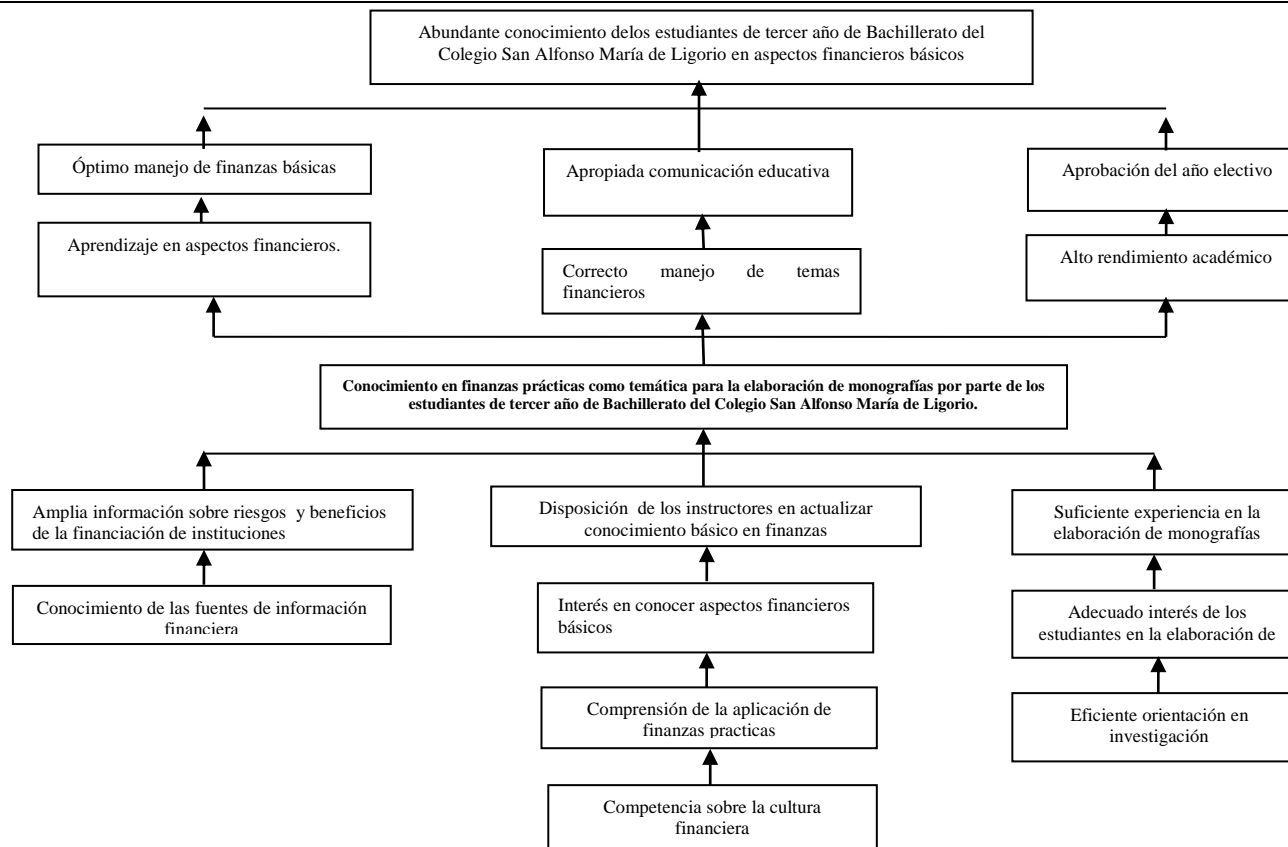 Abundante conocimiento delos estudiantes de tercer año de Bachillerato del
Colegio San Alfonso María de Ligorio en aspectos financieros básicos
Óptimo manejo de finanzas básicas
Apropiada comunicación educativa
Aprobación del año electivo
Aprendizaje en aspectos financieros.
Correcto manejo de temas
financieros
Alto rendimiento académico
Conocimiento en finanzas prácticas como temática para la elaboración de monografías por parte de los
estudiantes de tercer año de Bachillerato del Colegio San Alfonso María de Ligorio.
Amplia información sobre riesgos y beneficios
de la financiación de instituciones
Disposición de los instructores en actualizar
conocimiento básico en finanzas
Suficiente experiencia en la
elaboración de monografías
Conocimiento de las fuentes de información
financiera
Interés en conocer aspectos financieros
básicos
Adecuado interés de los
estudiantes en la elaboración de
Comprensión de la aplicación de
finanzas practicas
Eficiente orientación en
investigación
Competencia sobre la cultura
financiera